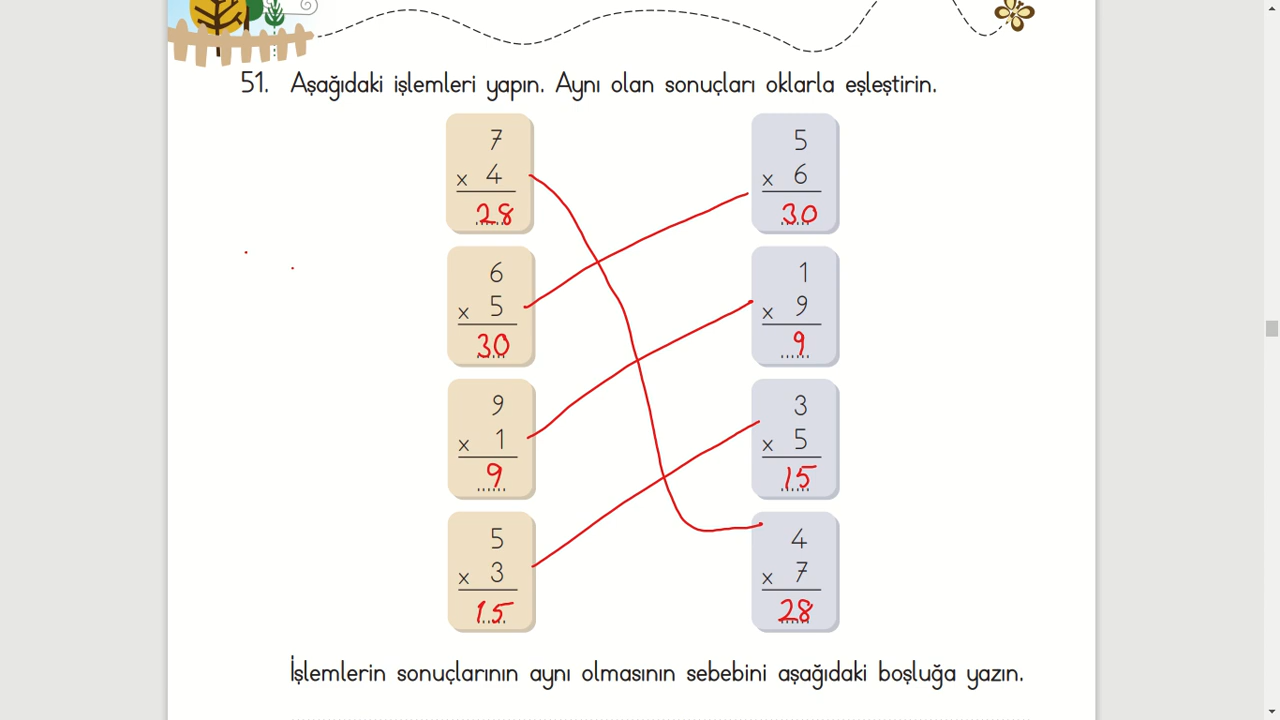 51. Aşağıdaki işlemleri yapın. Aynı olan sonuçları oklarla eşleştirin.
7
x 4
28
5
x 6
30
6
x 5
30
1
x 9
9
9
x 1
9
3
x 5
15
5
x 3
15
4
x 7
28
İşlemlerin sonuçlarının aynı olmasının sebebini aşağıdaki boşluğa yazın.